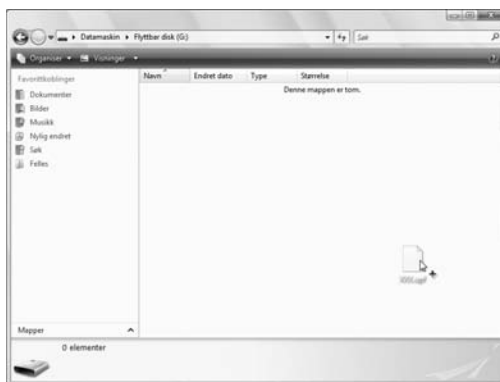 Datamaskin ▸ Flyttbar disk (G:)
Søk
Organiser Visninger
Favorittkoblinger
Navn Endret dato Type Størrelse
Denne mappen er tom.
Dokumenter
Bilder
Musikk
Nylig endret
Søk
Felles
Mapper
0 elementer